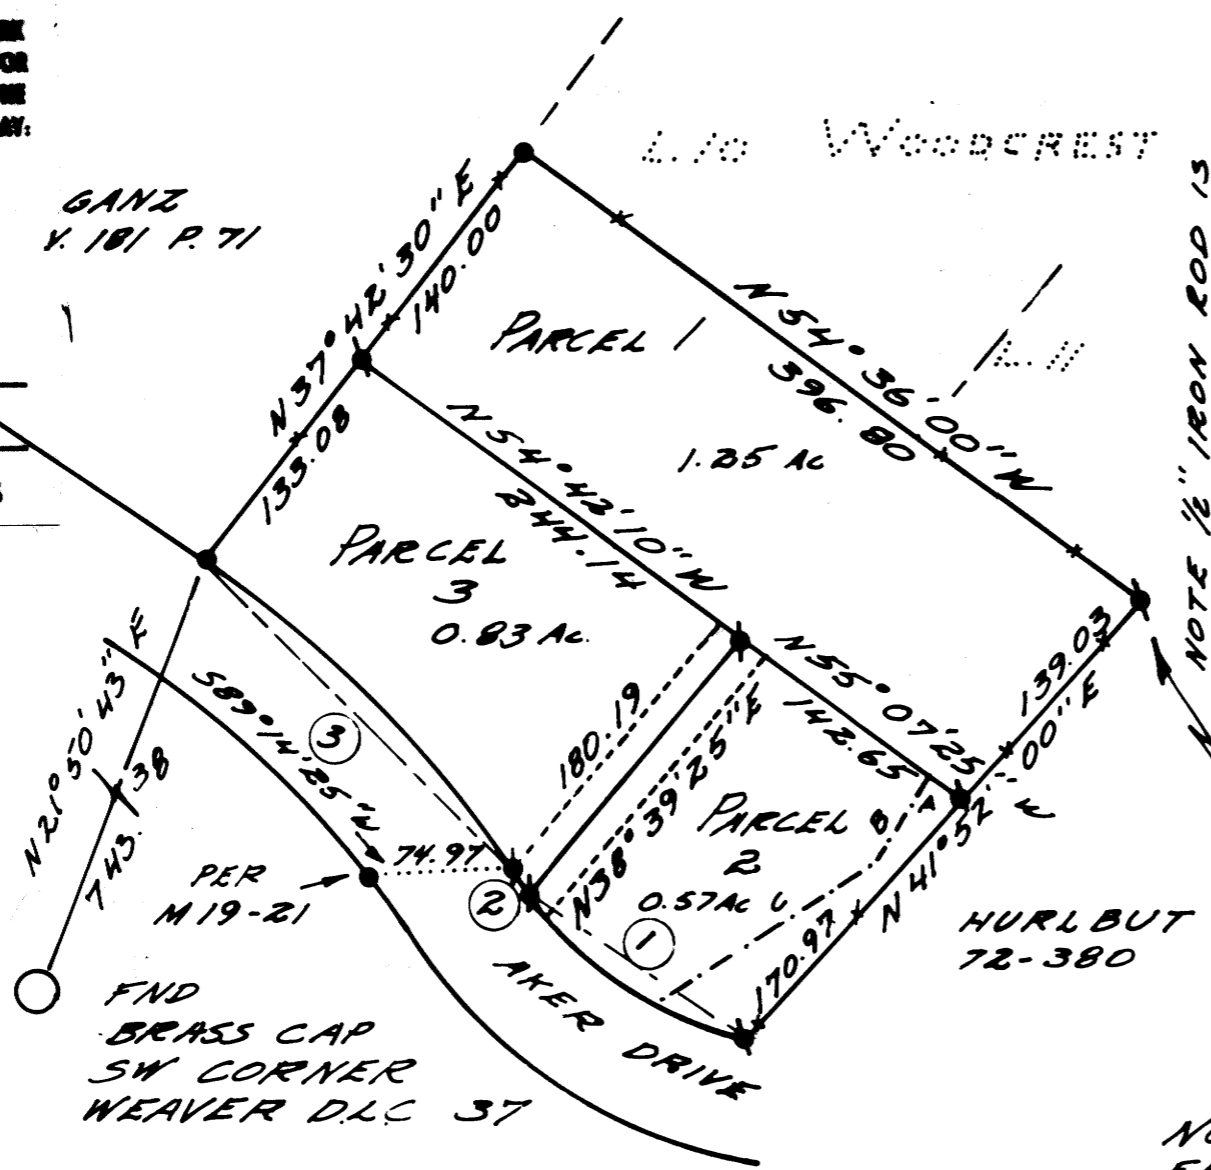 L.10 WOODCREST
GANZ
V. 181 P. 71
N 37° 42' 30" E
140.00
133.08
PARCEL 1
1.25 AC
N 54° 36' 00" W
396.80
L.11
NOTE 1/2" IRON ROD IS
N 54° 42' 10" W
244.14
PARCEL
3
0.83 AC.
N 55° 07' 25" W
142.65
139.03
N 41° 52' 00" E
170.97
180.19
N 38° 39' 25" E
PARCEL
2
0.57 AC
B
A
N 21° 50' 43" E
743.38
S 89° 14' 25" W
74.97
3
2
1
PER
M 19-21
HURLBUT
72-380
AKER DRIVE
FND
BRASS CAP
SW CORNER
WEAVER D.L.C 37